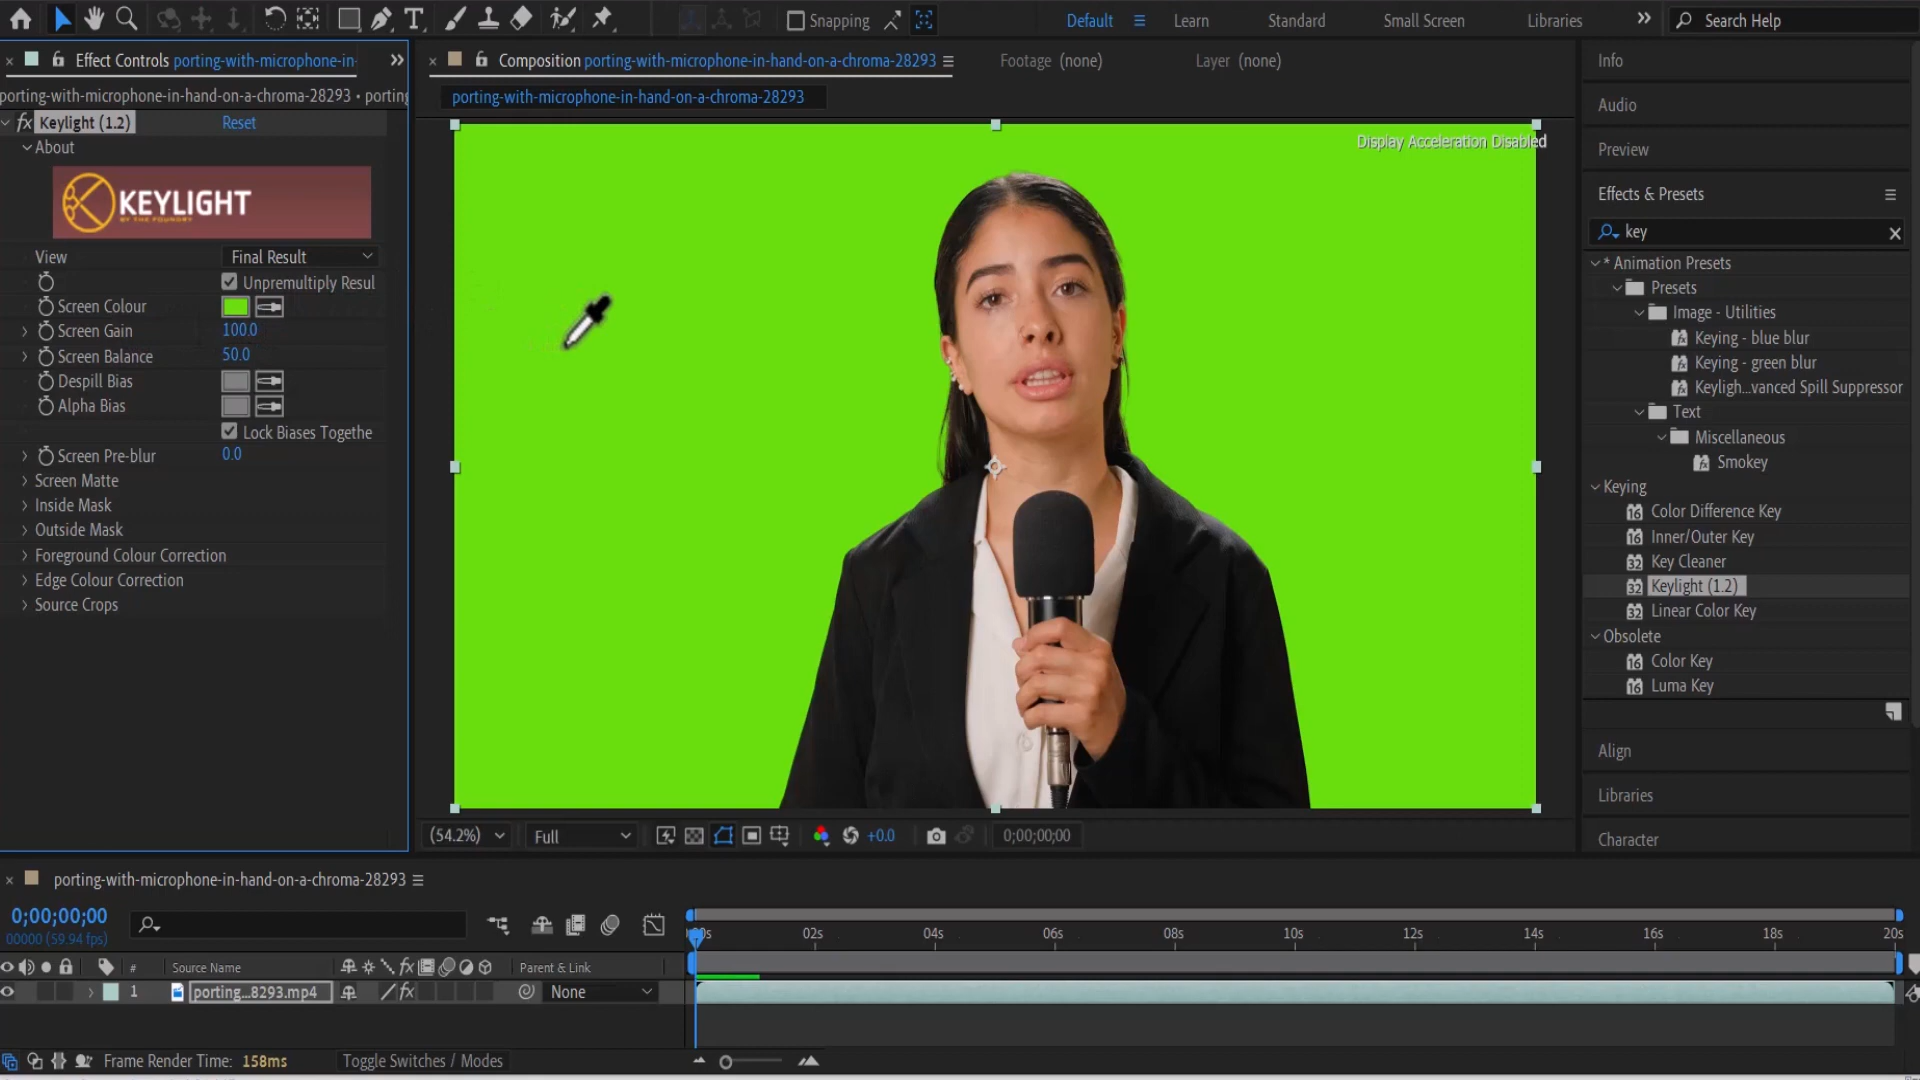 Snapping
Default
Learn
Standard
Small Screen
Libraries
Search Help
Effect Controls porting-with-microphone-in-
Composition porting-with-microphone-in-hand-on-a-chroma-28293
Footage (none)
Layer (none)
Info
porting-with-microphone-in-hand-on-a-chroma-28293 • porting
porting-with-microphone-in-hand-on-a-chroma-28293
Audio
fx Keylight (1.2)
Reset
Display Acceleration Disabled
About
Preview
KEYLIGHT
BY THE FOUNDRY
Effects & Presets
key
View
Final Result
Unpremultiply Resul
Screen Colour
Screen Gain
100.0
Screen Balance
50.0
Despill Bias
Alpha Bias
Lock Biases Togethe
Screen Pre-blur
0.0
Screen Matte
Inside Mask
Outside Mask
Foreground Colour Correction
Edge Colour Correction
Source Crops
* Animation Presets
Presets
Image - Utilities
Keying - blue blur
Keying - green blur
Keyligh...vanced Spill Suppressor
Text
Miscellaneous
Smokey
Keying
Color Difference Key
Inner/Outer Key
Key Cleaner
Keylight (1.2)
Linear Color Key
Obsolete
Color Key
Luma Key
Align
Libraries
Character
(54.2%)
Full
+0.0
0;00;00;00
porting-with-microphone-in-hand-on-a-chroma-28293
0;00;00;00
00000 (59.94 fps)
00s
02s
04s
06s
08s
10s
12s
14s
16s
18s
20s
#
Source Name
fx
Parent & Link
1
porting...8293.mp4
fx
None
Frame Render Time: 158ms
Toggle Switches / Modes